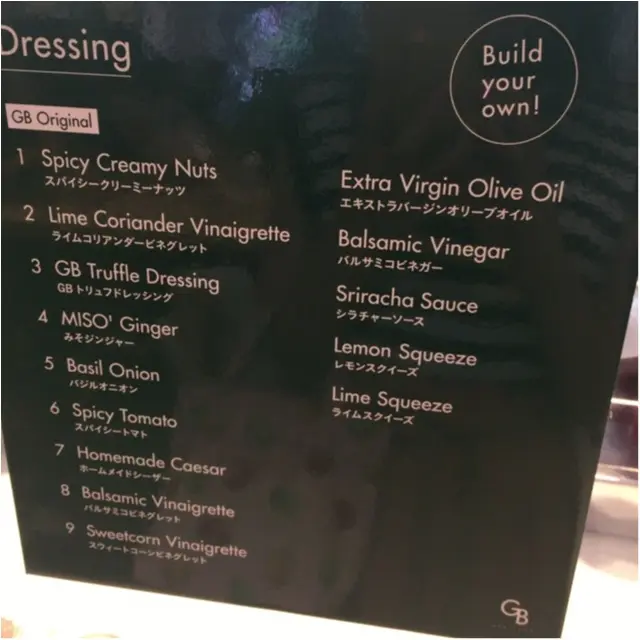 Dressing
GB Original
1 Spicy Creamy Nuts
スパイシークリーミーナッツ
2 Lime Coriander Vinaigrette
ライムコリアンダービネグレット
3 GB Truffle Dressing
GBトリュフドレッシング
4 MISO' Ginger
みそジンジャー
5 Basil Onion
バジルオニオン
6 Spicy Tomato
スパイシートマト
7 Homemade Caesar
ホームメイドシーザー
8 Balsamic Vinaigrette
バルサミコビネグレット
9 Sweetcorn Vinaigrette
スウィートコーンビネグレット
Build
your
own!
Extra Virgin Olive Oil
エキストラバージンオリーブオイル
Balsamic Vinegar
バルサミコビネガー
Sriracha Sauce
シラチャーソース
Lemon Squeeze
レモンスクイーズ
Lime Squeeze
ライムスクイーズ
GB